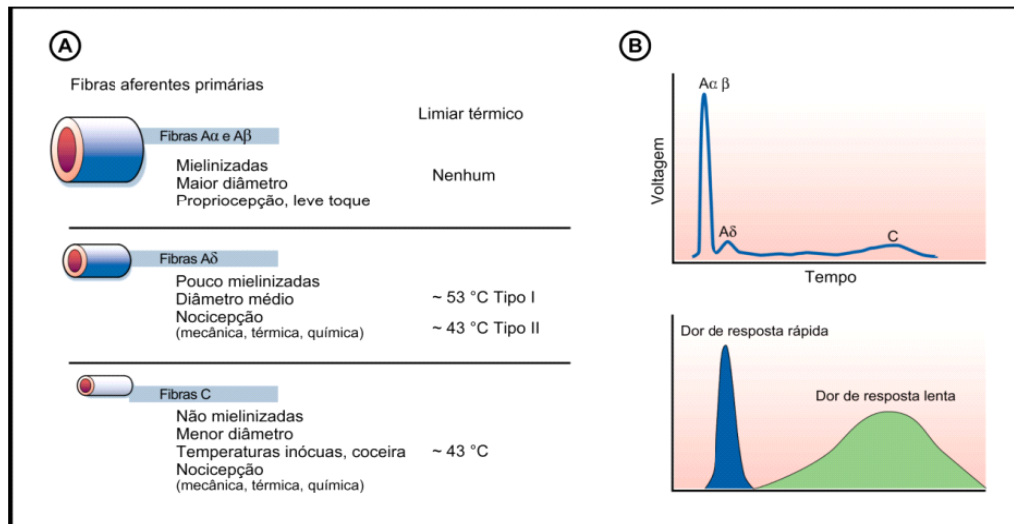 A
Fibras aferentes primárias
Limiar térmico
Fibras Aα e Aβ
Mielinizadas
Maior diâmetro
Propriocepção, leve toque
Nenhum
Fibras Aδ
Pouco mielinizadas
Diâmetro médio
Nocicepção
(mecânica, térmica, química)
~ 53 °C Tipo I
~ 43 °C Tipo II
Fibras C
Não mielinizadas
Menor diâmetro
Temperaturas inócuas, coceira
Nocicepção
(mecânica, térmica, química)
~ 43 °C
B
Aα β
Voltagem
Aδ
C
Tempo
Dor de resposta rápida
Dor de resposta lenta